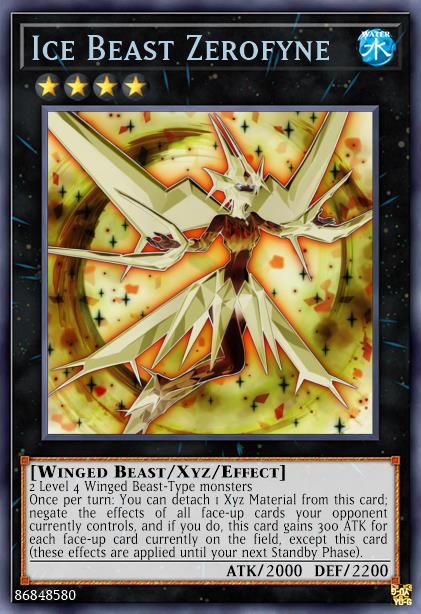 Ice Beast Zerofyne
WATER
水
[Winged Beast/Xyz/Effect]
2 Level 4 Winged Beast-Type monsters
Once per turn: You can detach 1 Xyz Material from this card;
negate the effects of all face-up cards your opponent
currently controls, and if you do, this card gains 300 ATK for
each face-up card currently on the field, except this card
(these effects are applied until your next Standby Phase).
ATK/2000 DEF/2200
86848580